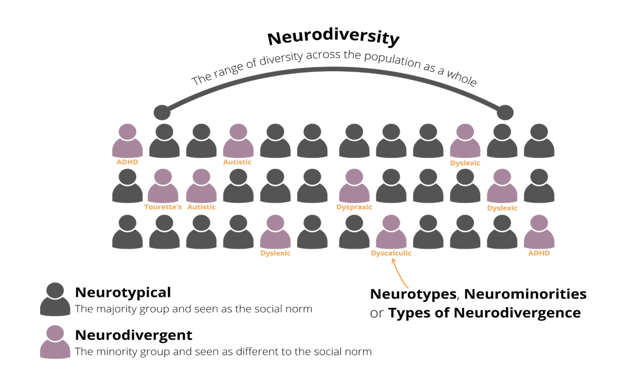 Neurodiversity
The range of diversity across the population as a whole
ADHD
Autistic
Dyslexic
Tourette's
Autistic
Dyspraxic
Dyslexic
Dyslexic
Dyscalculic
ADHD
Neurotypical
The majority group and seen as the social norm
Neurodivergent
The minority group and seen as different to the social norm
Neurotypes, Neurominorities
or Types of Neurodivergence